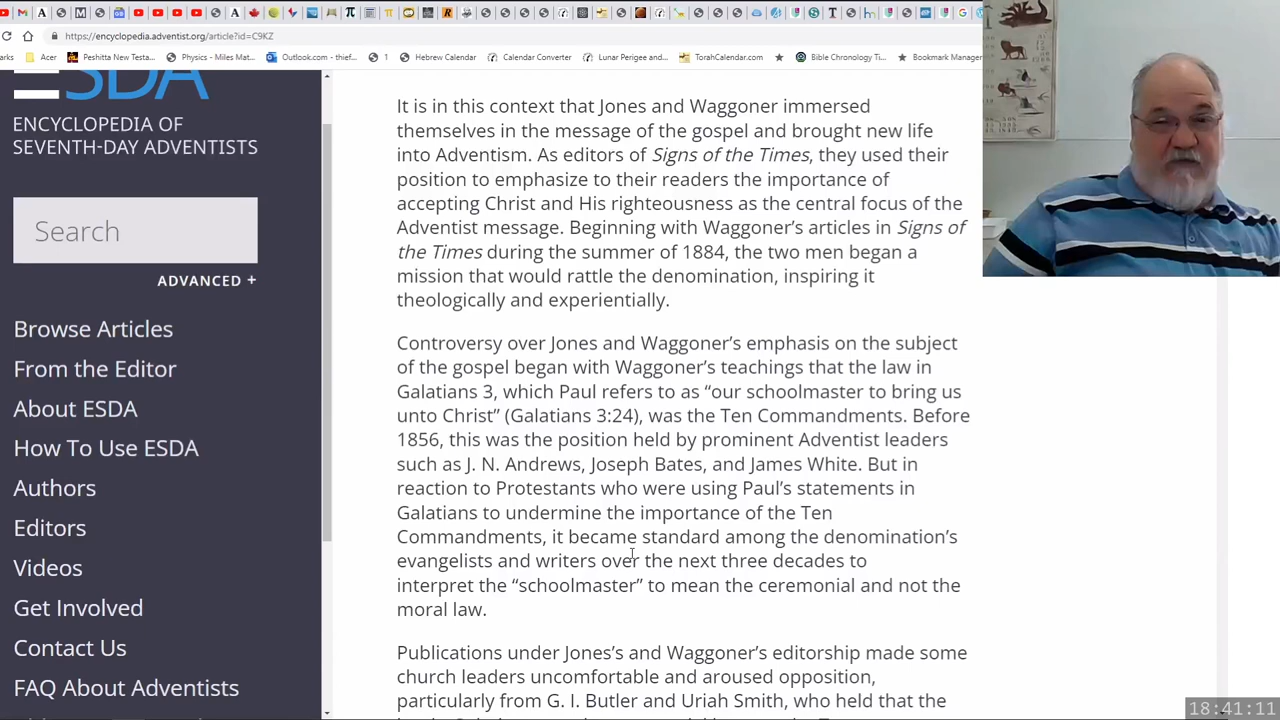 https://encyclopedia.adventist.org/article?id=C9KZ
Acer
Peshitta New Testa...
Physics - Miles Mat...
Outlook.com - thief...
1
Hebrew Calendar
Calendar Converter
Lunar Perigee and...
TorahCalendar.com
Bible Chronology Ti...
Bookmark Manager
ESDA
ENCYCLOPEDIA OF
SEVENTH-DAY ADVENTISTS
Search
ADVANCED +
Browse Articles
From the Editor
About ESDA
How To Use ESDA
Authors
Editors
Videos
Get Involved
Contact Us
FAQ About Adventists
It is in this context that Jones and Waggoner immersed
themselves in the message of the gospel and brought new life
into Adventism. As editors of Signs of the Times, they used their
position to emphasize to their readers the importance of
accepting Christ and His righteousness as the central focus of the
Adventist message. Beginning with Waggoner’s articles in Signs of
the Times during the summer of 1884, the two men began a
mission that would rattle the denomination, inspiring it
theologically and experientially.
Controversy over Jones and Waggoner’s emphasis on the subject
of the gospel began with Waggoner’s teachings that the law in
Galatians 3, which Paul refers to as “our schoolmaster to bring us
unto Christ” (Galatians 3:24), was the Ten Commandments. Before
1856, this was the position held by prominent Adventist leaders
such as J. N. Andrews, Joseph Bates, and James White. But in
reaction to Protestants who were using Paul’s statements in
Galatians to undermine the importance of the Ten
Commandments, it became standard among the denomination’s
evangelists and writers over the next three decades to
interpret the “schoolmaster” to mean the ceremonial and not the
moral law.
Publications under Jones’s and Waggoner’s editorship made some
church leaders uncomfortable and aroused opposition,
particularly from G. I. Butler and Uriah Smith, who held that the
18:41:11